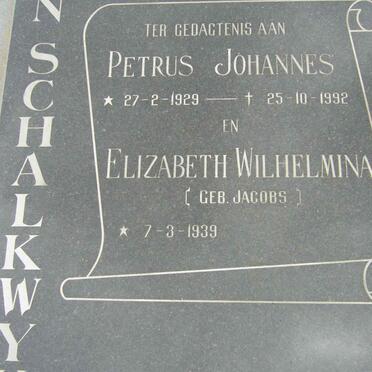 N SCHALKWY
TER GEDAGTENIS AAN
PETRUS JOHANNES
★ 27-2-1929 — † 25-10-1992
EN
ELIZABETH WILHELMINA
( GEB. JACOBS )
★ 7-3-1939